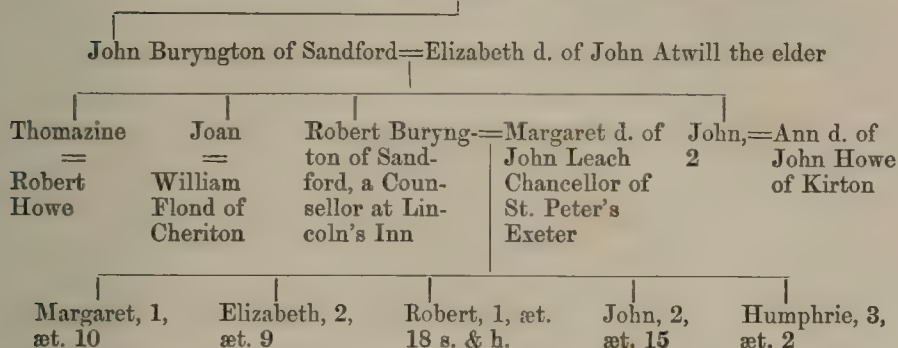 John Buryngton of Sandford=Elizabeth d. of John Atwill the elder
Thomazine
=
Robert
Howe
Joan
=
William
Flond of
Cheriton
Robert Buryng-=Margaret d. of
ton of Sand-
ford, a Coun-
sellor at Lin-
coln's Inn
John Leach
Chancellor of
St. Peter's
Exeter
John,=Ann d. of
2
John Howe
of Kirton
Margaret, 1,
æt. 10
Elizabeth, 2,
æt. 9
Robert, 1, æt.
18 s. & h.
John, 2,
æt. 15
Humphrie, 3,
æt. 2